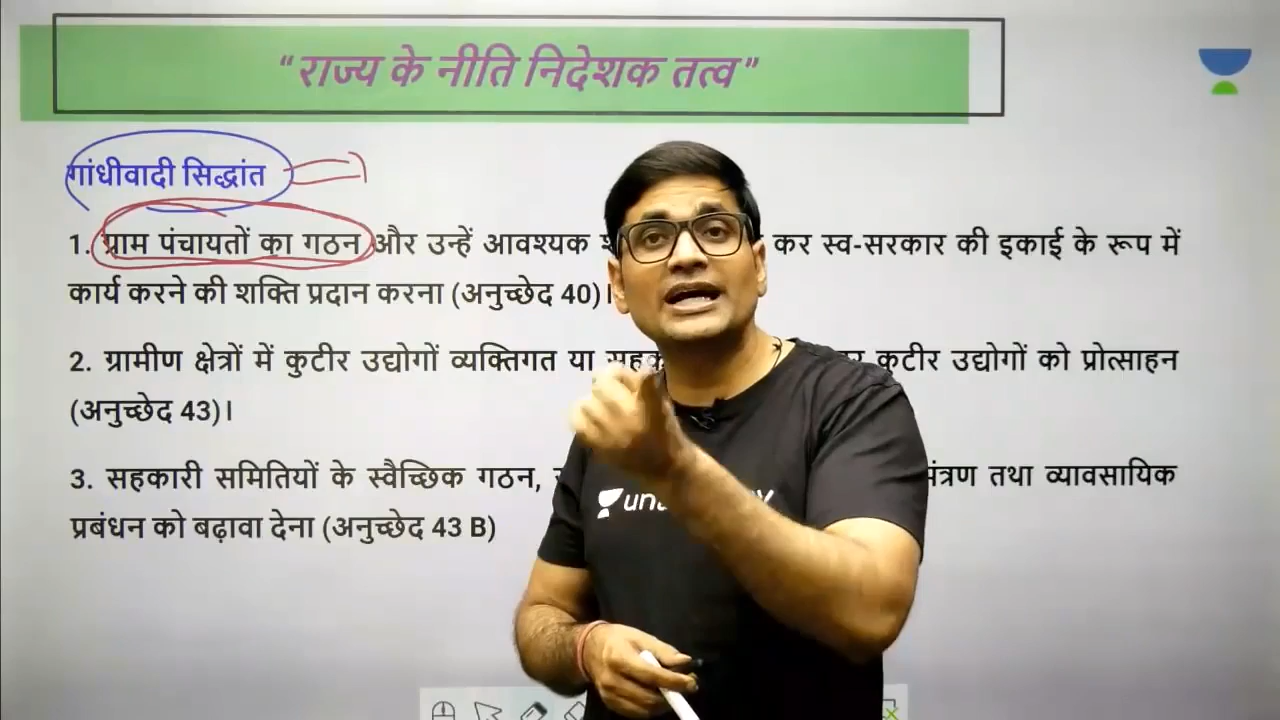 “राज्य के नीति निदेशक तत्व”
गांधीवादी सिद्धांत
1. ग्राम पंचायतों का गठन और उन्हें आवश्यक कर स्व-सरकार की इकाई के रूप में
कार्य करने की शक्ति प्रदान करना (अनुच्छेद 40)।
2. ग्रामीण क्षेत्रों में कुटीर उद्योगों व्यक्तिगत या कुटीर उद्योगों को प्रोत्साहन
(अनुच्छेद 43)।
3. सहकारी समितियों के स्वैच्छिक गठन, तथा व्यावसायिक
प्रबंधन को बढ़ावा देना (अनुच्छेद 43 B)